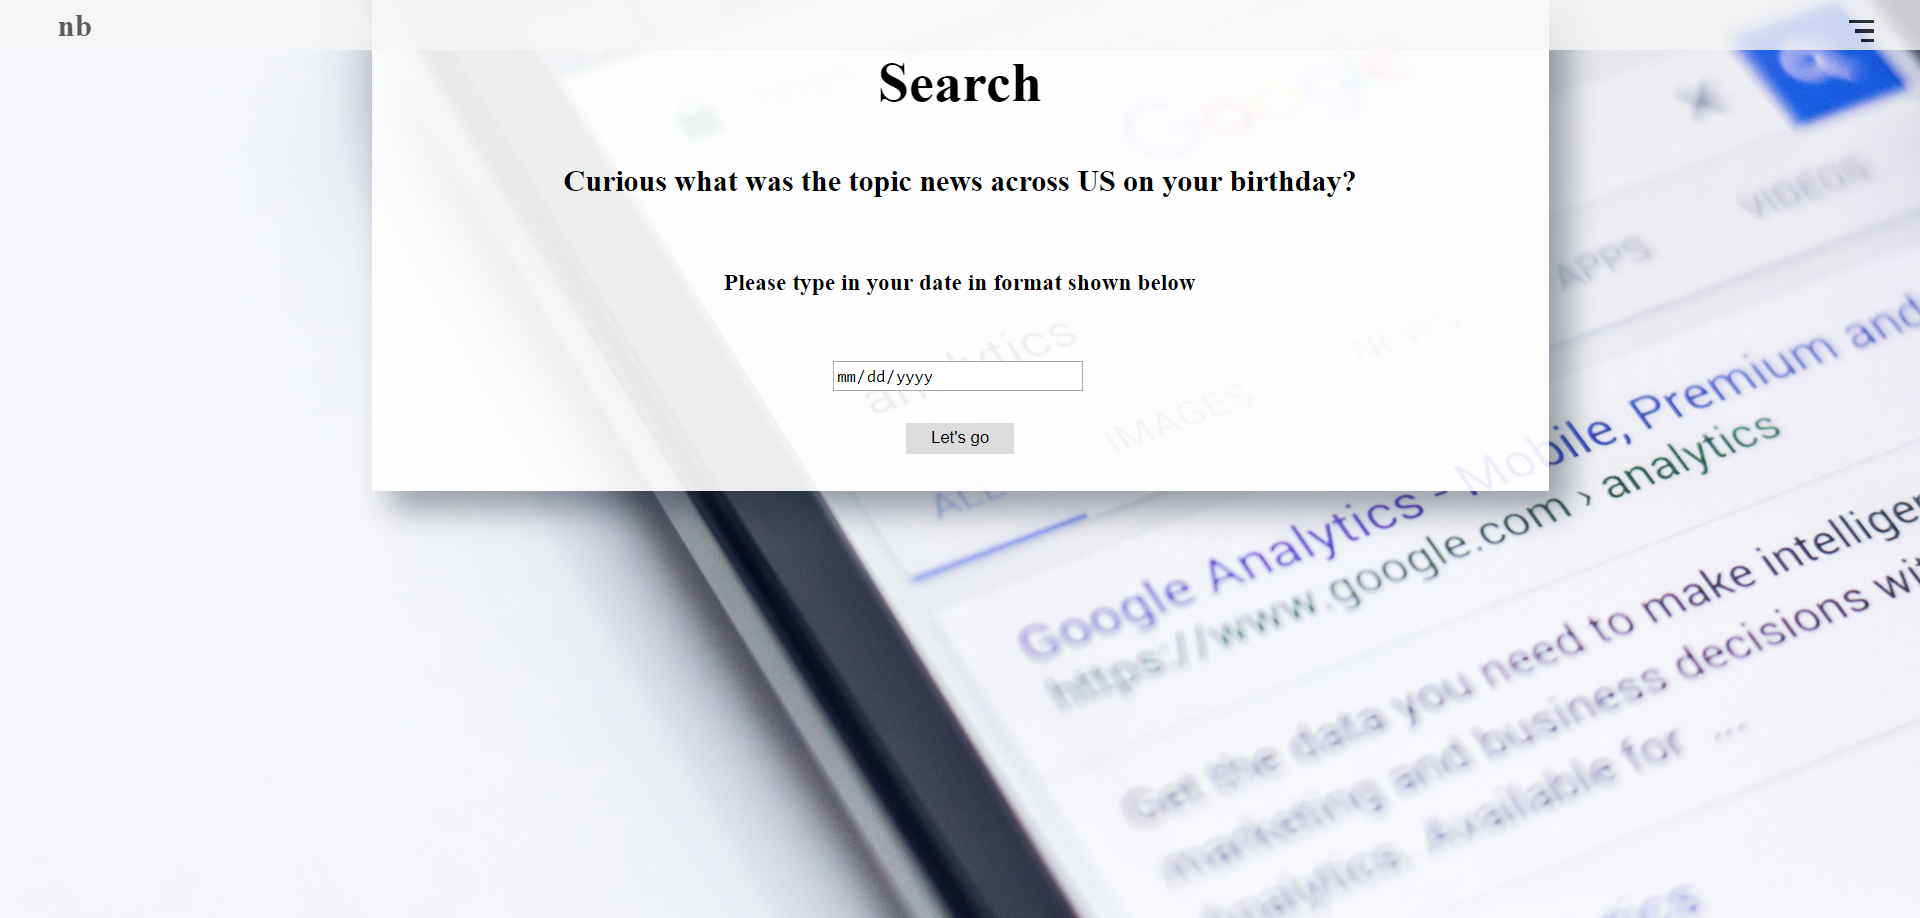 nb
Search
Google
Curious what was the topic news across US on your birthday?
VIDEOS
APPS
Please type in your date in format shown below
NEWS
analytics
mm/dd/yyyy
IMAGES
Let's go
ALL
Google Analytics - Mobile, Premium and
https://www.google.com › analytics
Get the data you need to make
marketing and business decisions
Analytics. Available for ...